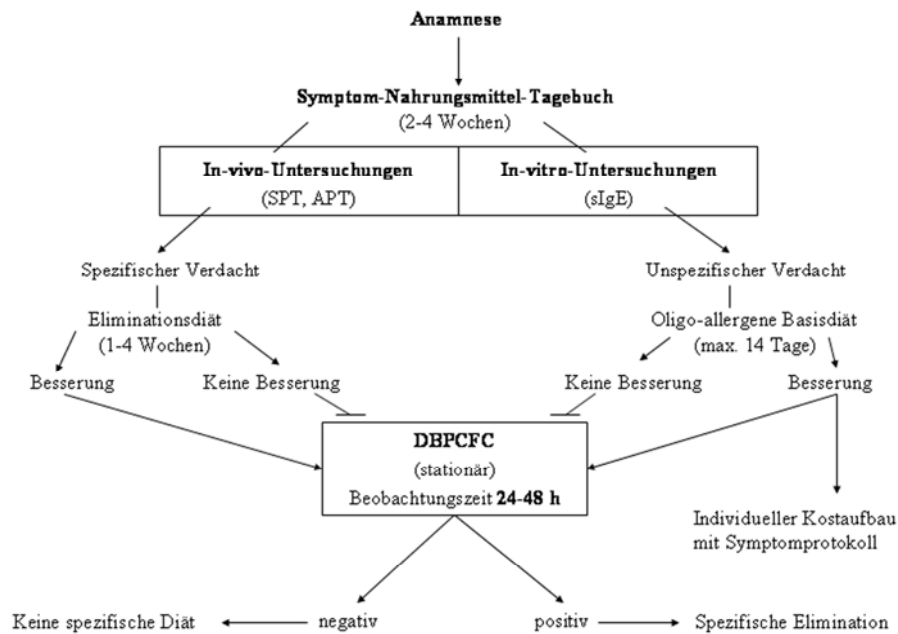 Anamnese
Symptom-Nahrungsmittel-Tagebuch
(2-4 Wochen)
In-vivo-Untersuchungen
(SPT, APT)
In-vitro-Untersuchungen
(sIgE)
Spezifischer Verdacht
Unspezifischer Verdacht
Eliminationsdiät
(1-4 Wochen)
Oligo-allergene Basisdiät
(max. 14 Tage)
Besserung
Keine Besserung
Keine Besserung
Besserung
DBPCFC
(stationär)
Beobachtungszeit 24-48 h
Individueller Kostaufbau
mit Symptomprotokoll
Keine spezifische Diät
negativ
positiv
Spezifische Elimination